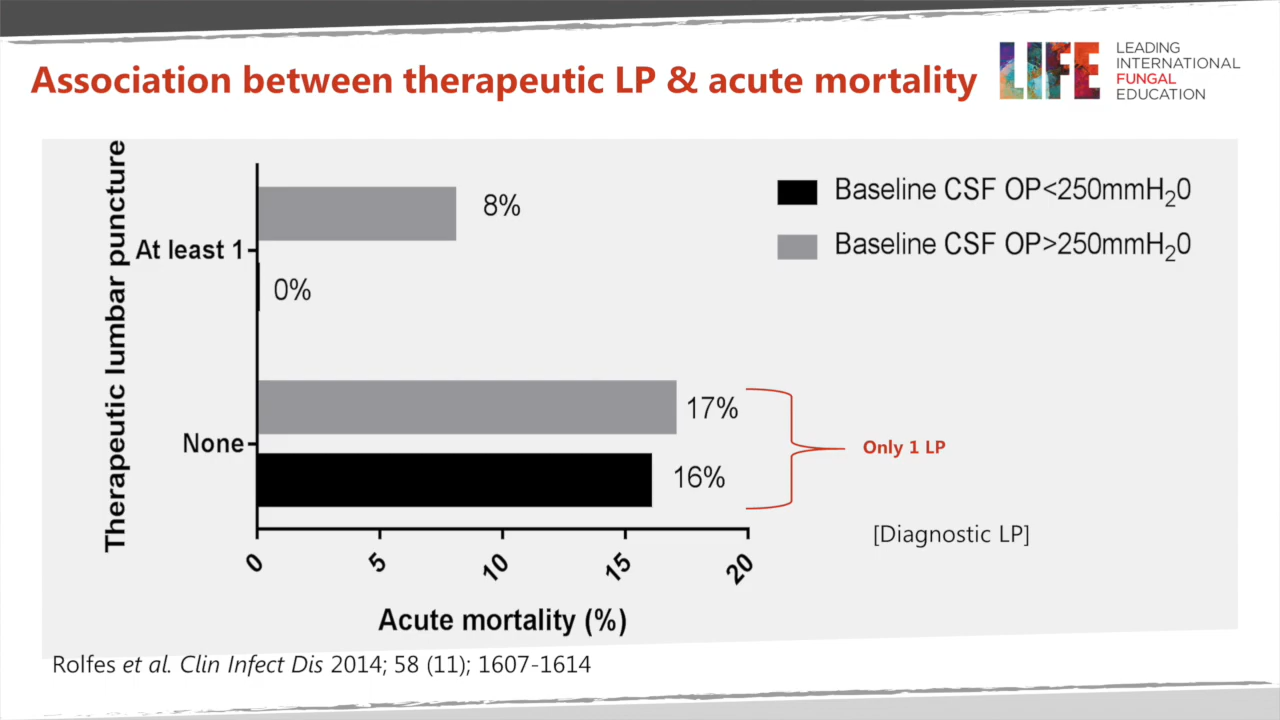 Association between therapeutic LP & acute mortality
LIFE
LEADING
INTERNATIONAL
FUNGAL
EDUCATION
Therapeutic lumbar puncture
At least 1
8%
0%
None
17%
16%
Baseline CSF OP<250mmH₂0
Baseline CSF OP>250mmH₂0
Only 1 LP
[Diagnostic LP]
0 5 10 15 20
Acute mortality (%)
Rolfes et al. Clin Infect Dis 2014; 58 (11); 1607-1614